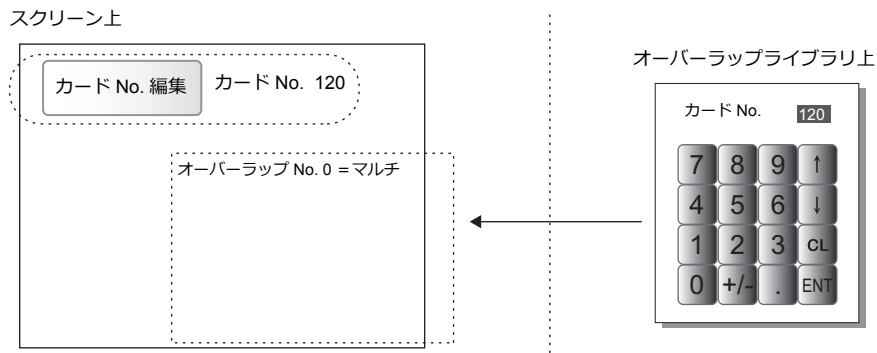 スクリーン上
カード No. 編集
カード No. 120
オーバーラップ No. 0 =マルチ
オーバーラップライブラリ上
カード No. 120
7 8 9 ↑
4 5 6 ↓
1 2 3 CL
0 +/- . ENT